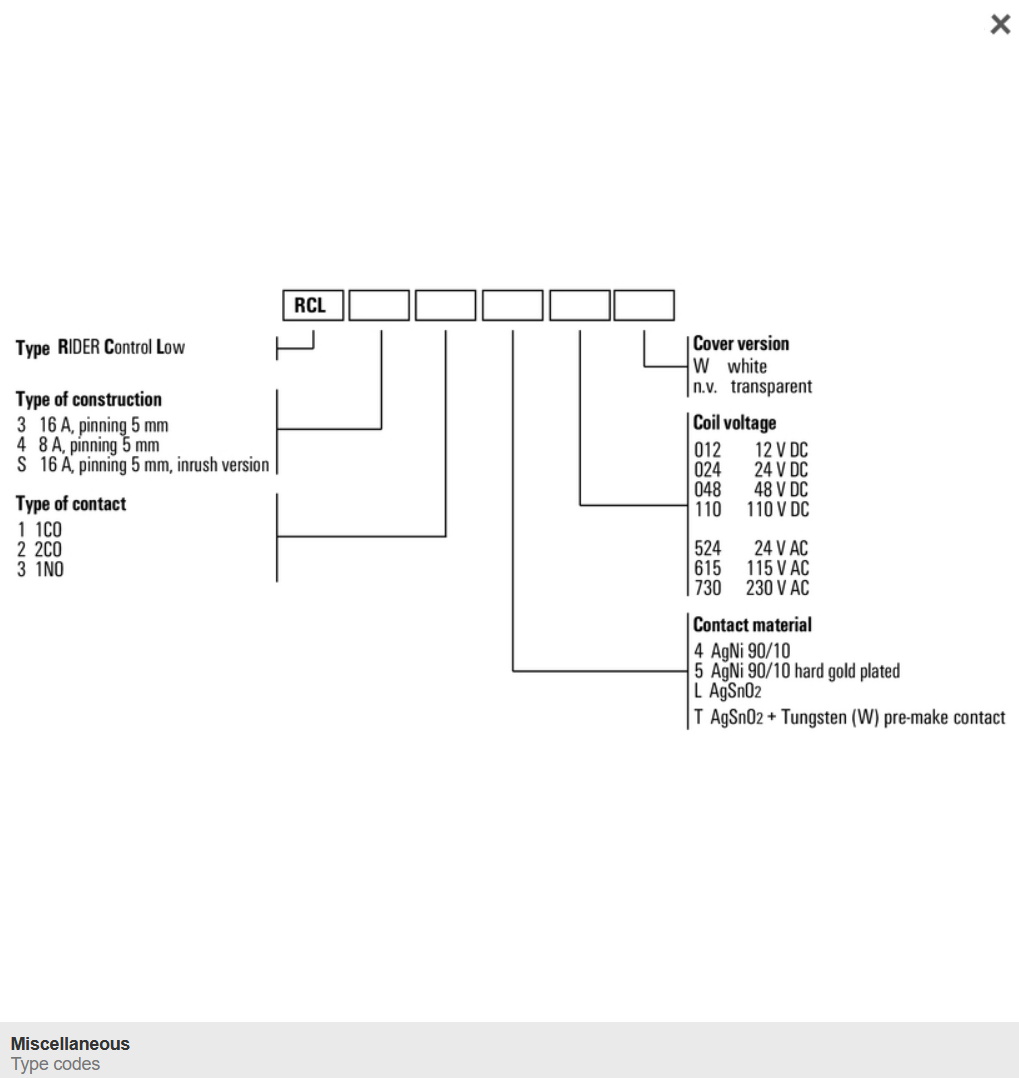 RCL
Type RIDER Control Low
Type of construction
3 16 A, pinning 5 mm
4 8 A, pinning 5 mm
S 16 A, pinning 5 mm, inrush version
Type of contact
1 1CO
2 2CO
3 1NO
Cover version
W white
n.v. transparent
Coil voltage
012 12 V DC
024 24 V DC
048 48 V DC
110 110 V DC
524 24 V AC
615 115 V AC
730 230 V AC
Contact material
4 AgNi 90/10
5 AgNi 90/10 hard gold plated
L AgSnO2
T AgSnO2 + Tungsten (W) pre-make contact
Miscellaneous
Type codes